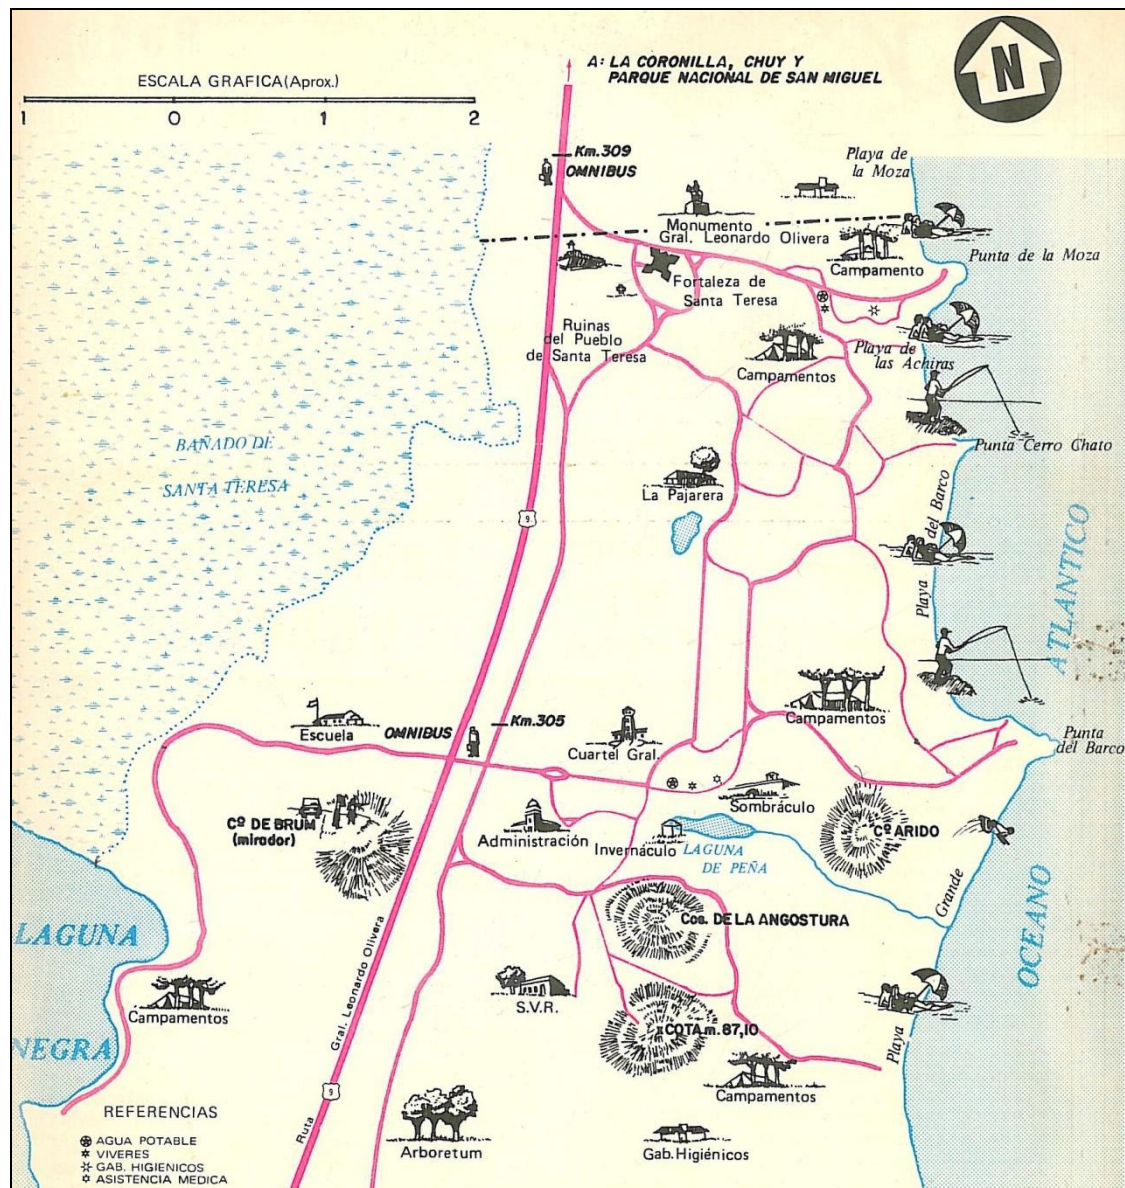 A: LA CORONILLA, CHUY Y
PARQUE NACIONAL DE SAN MIGUEL
N
ESCALA GRAFICA (Aprox.)
1 0 1 2
Km. 309
OMNIBUS
Playa de
la Moza
Monumento
Gral. Leonardo Olivera
Campamento
Punta de la Moza
Fortaleza de
Santa Teresa
Ruinas
del Pueblo
de Santa Teresa
Playa de
las Achiras
Campamentos
BAÑADO DE
SANTA TERESA
Punta Cerro Chato
La Pajarera
9
Playa del Barco
ATLANTICO
Campamentos
Km. 305
Escuela
OMNIBUS
Cuartel Gral.
Punta
del Barco
Sombráculo
Cº DE BRUM
(mirador)
Administración
Invernáculo
LAGUNA
DE PEÑA
Cº ARIDO
Playa Grande
OCEANO
Cos. DE LA ANGOSTURA
LAGUNA
NEGRA
Campamentos
S.V.R.
COTA m. 87,10
Campamentos
Ruta 9 Gral. Leonardo Olivera
Arboretum
Gab. Higiénicos
REFERENCIAS
AGUA POTABLE
VIVERES
GAB. HIGIENICOS
ASISTENCIA MEDICA